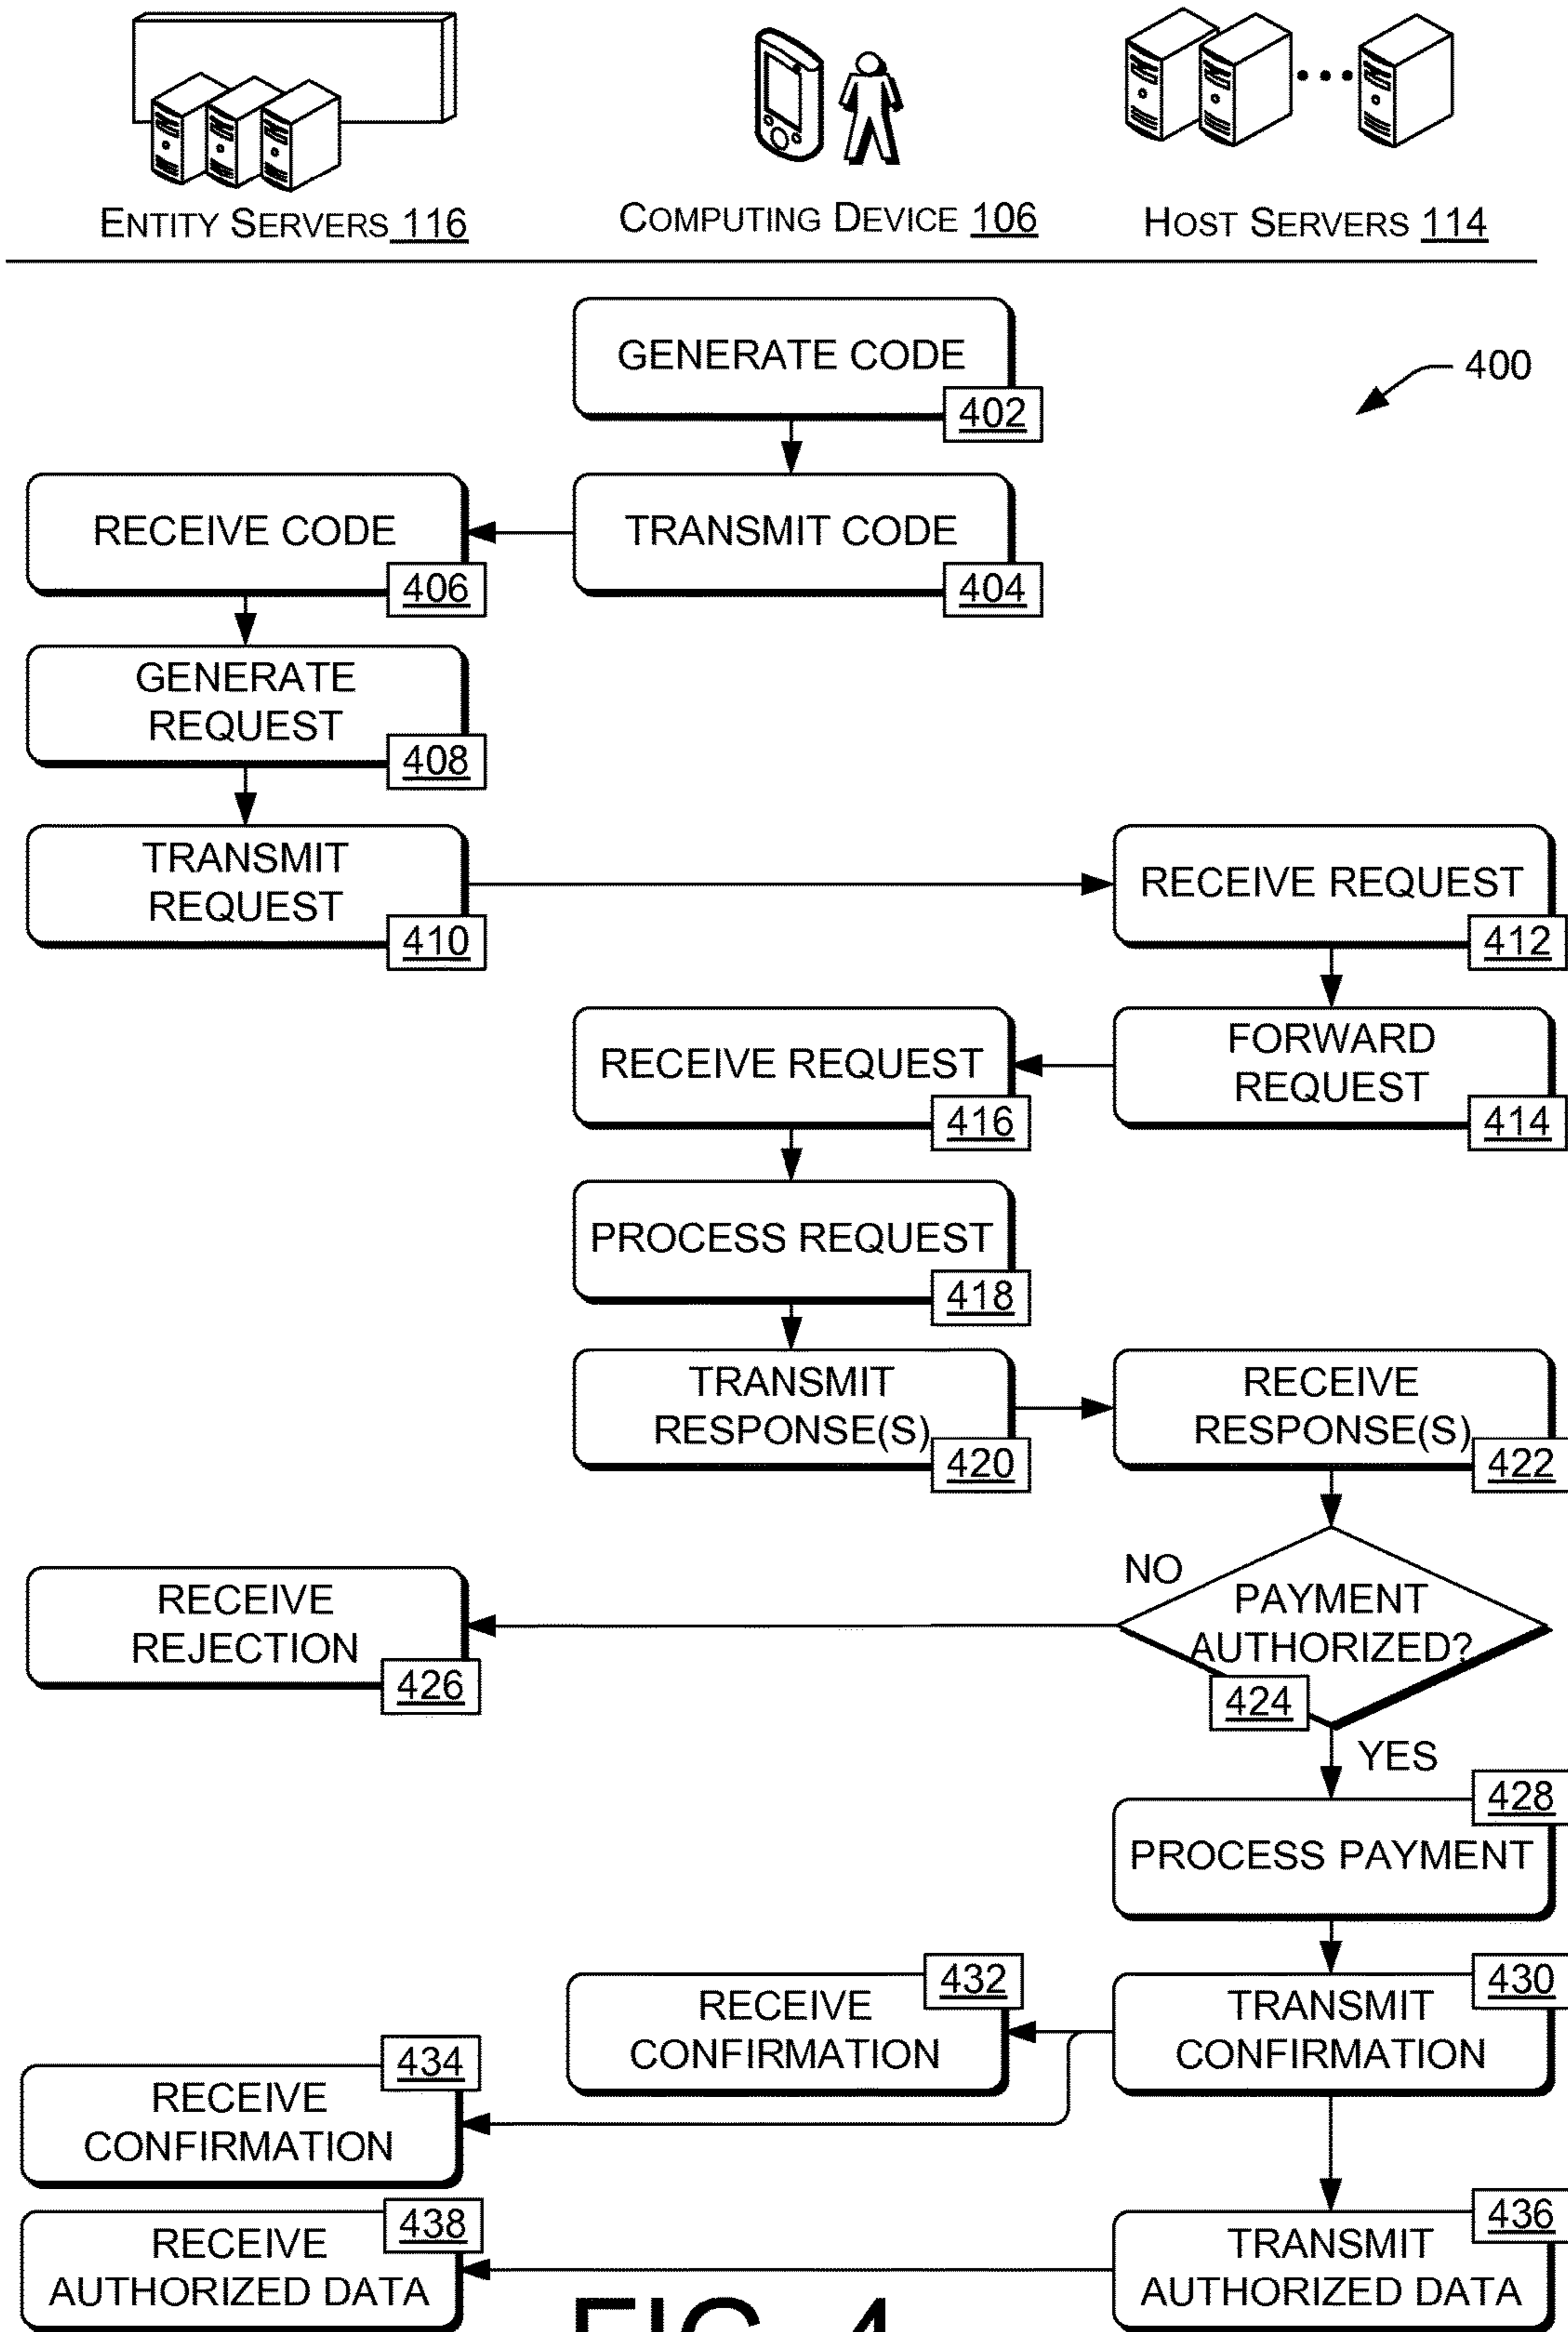 ENTITY SERVERS 116
COMPUTING DEVICE 106
HOST SERVERS 114
400
GENERATE CODE
402
RECEIVE CODE
406
TRANSMIT CODE
404
GENERATE
REQUEST
408
TRANSMIT
REQUEST
410
RECEIVE REQUEST
412
RECEIVE REQUEST
416
FORWARD
REQUEST
414
PROCESS REQUEST
418
TRANSMIT
RESPONSE(S)
420
RECEIVE
RESPONSE(S)
422
RECEIVE
REJECTION
426
NO
PAYMENT
AUTHORIZED?
424
YES
428
PROCESS PAYMENT
432
RECEIVE
CONFIRMATION
430
TRANSMIT
CONFIRMATION
434
RECEIVE
CONFIRMATION
438
RECEIVE
AUTHORIZED DATA
436
TRANSMIT
AUTHORIZED DATA
FIG. 4